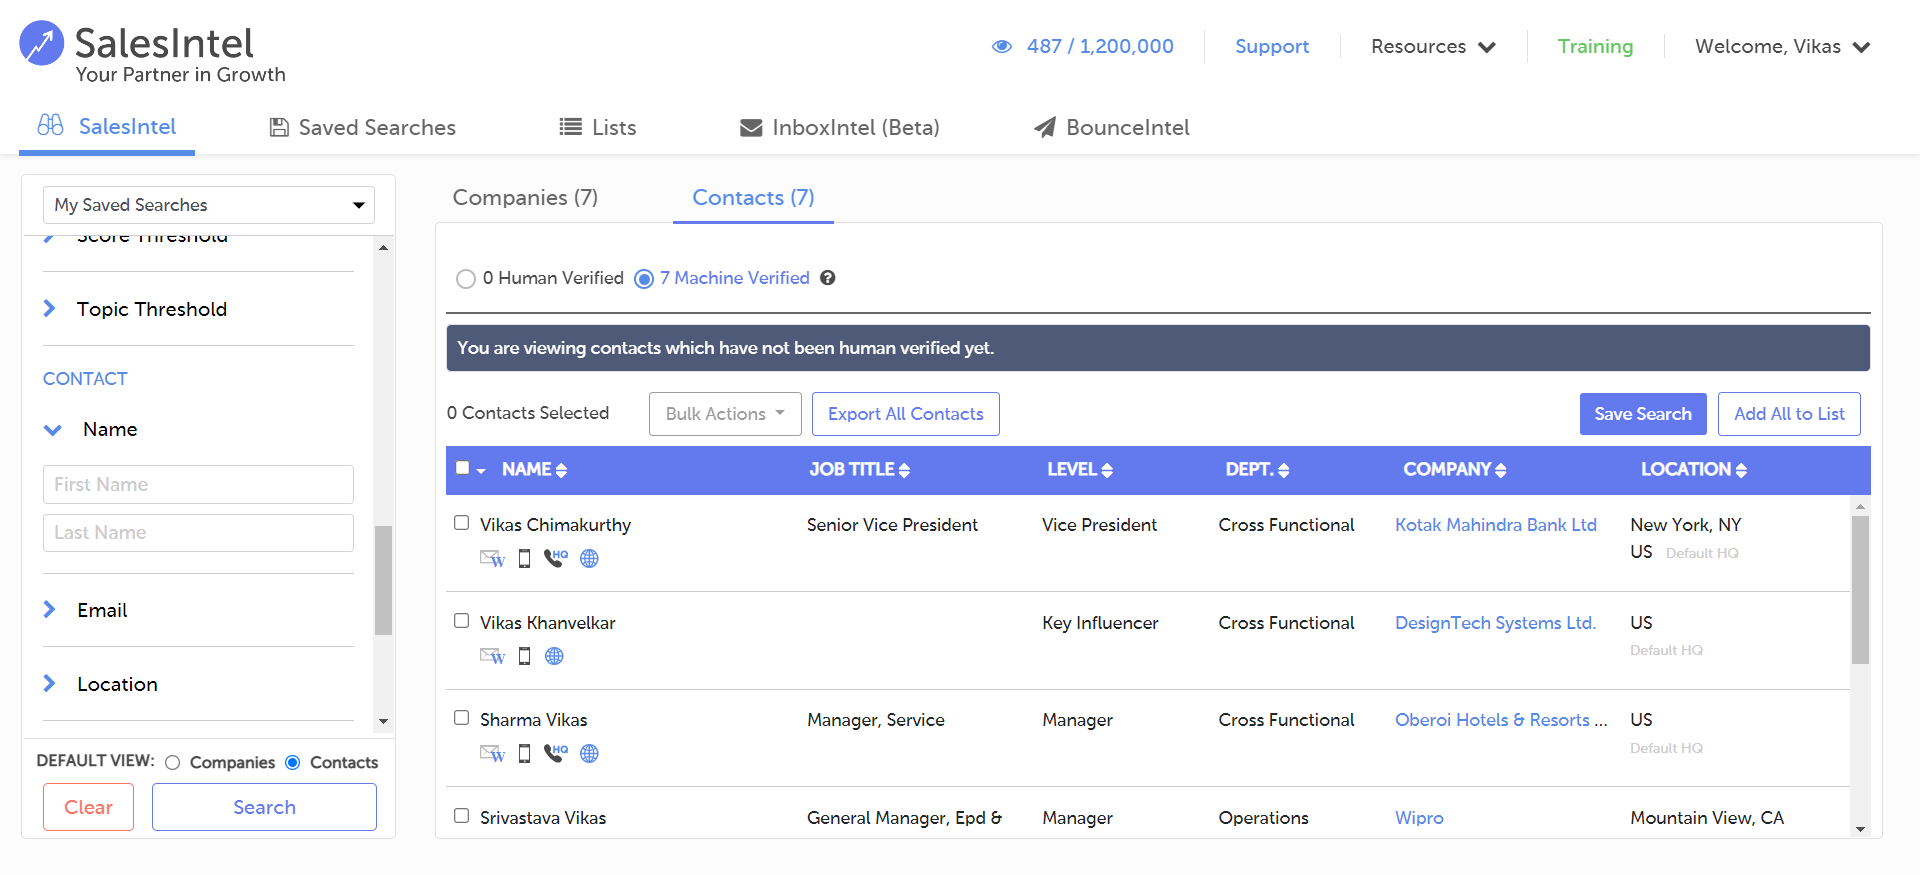 SalesIntel
Your Partner in Growth
487 / 1,200,000
Support
Resources
Training
Welcome, Vikas
SalesIntel
Saved Searches
Lists
InboxIntel (Beta)
BounceIntel
My Saved Searches
Score Threshold
Topic Threshold
CONTACT
Name
First Name
Last Name
Email
Location
DEFAULT VIEW: Companies Contacts
Clear
Search
Companies (7)
Contacts (7)
0 Human Verified 7 Machine Verified ?
You are viewing contacts which have not been human verified yet.
0 Contacts Selected
Bulk Actions
Export All Contacts
Save Search
Add All to List
NAME JOB TITLE LEVEL DEPT. COMPANY LOCATION
Vikas Chimakurthy Senior Vice President Vice President Cross Functional Kotak Mahindra Bank Ltd New York, NY
W HQ US Default HQ
Vikas Khanvelkar Key Influencer Cross Functional DesignTech Systems Ltd. US
W Default HQ
Sharma Vikas Manager, Service Manager Cross Functional Oberoi Hotels & Resorts ... US
W HQ Default HQ
Srivastava Vikas General Manager, Epd & Manager Operations Wipro Mountain View, CA